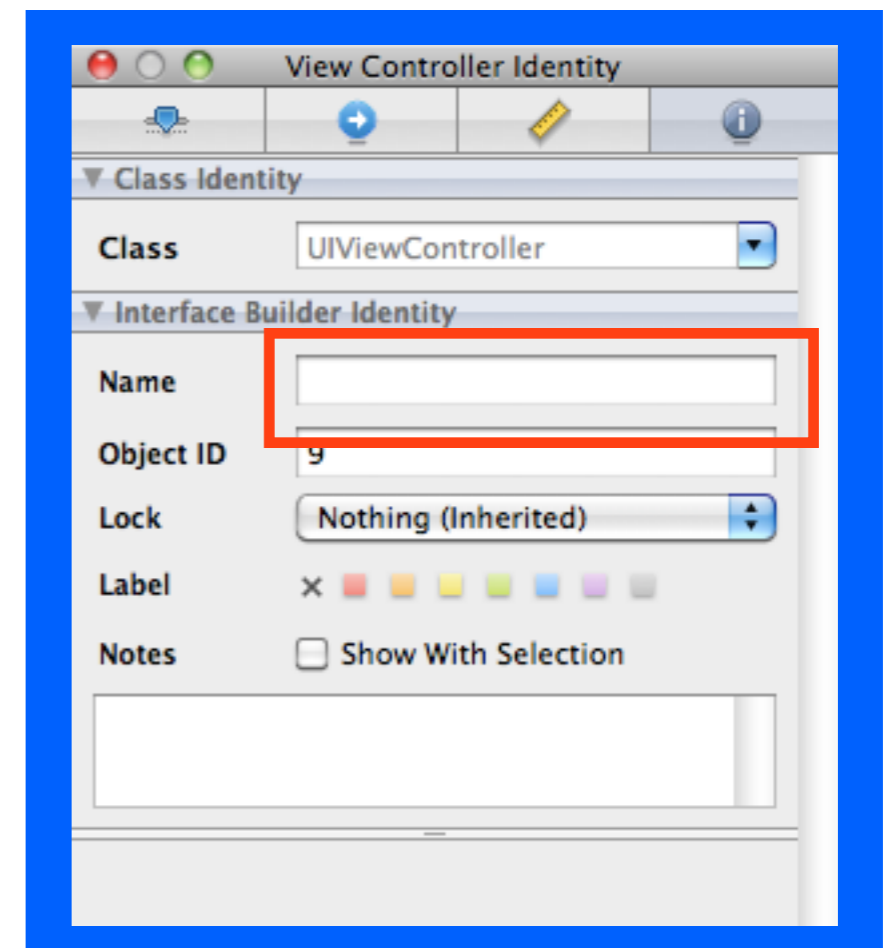 View Controller Identity
Class Identity
Class UIViewController
Interface Builder Identity
Name
Object ID 9
Lock Nothing (Inherited)
Label
Notes Show With Selection